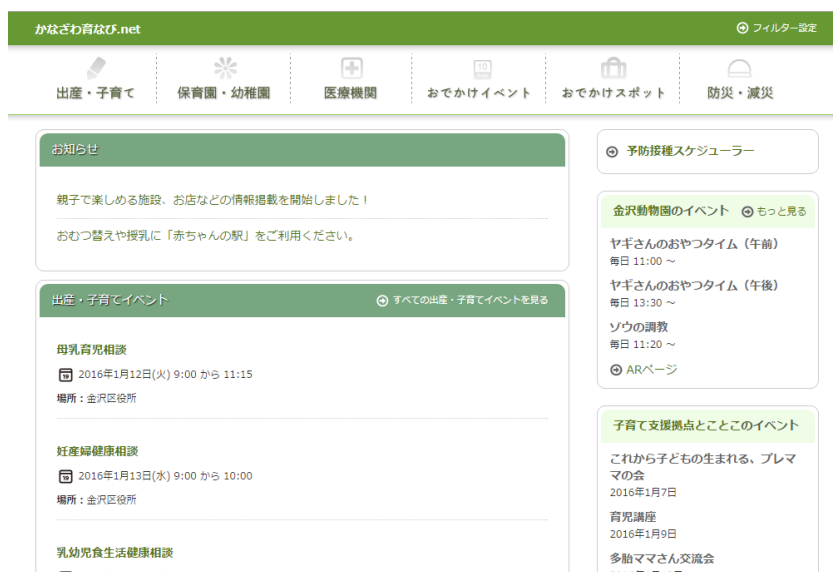 かなざわ育なび.net
フィルター設定
出産・子育て
保育園・幼稚園
医療機関
おでかけイベント
おでかけスポット
防災・減災
お知らせ
親子で楽しめる施設、お店などの情報掲載を開始しました！
おむつ替えや授乳に「赤ちゃんの駅」をご利用ください。
出産・子育てイベント
すべての出産・子育てイベントを見る
母乳育児相談
2016年1月12日(火) 9:00 から 11:15
場所：金沢区役所
妊産婦健康相談
2016年1月13日(水) 9:00 から 10:00
場所：金沢区役所
乳幼児食生活健康相談
予防接種スケジューラー
金沢動物園のイベント
もっと見る
ヤギさんのおやつタイム（午前）
毎日 11:00 ～
ヤギさんのおやつタイム（午後）
毎日 13:30 ～
ゾウの調教
毎日 11:20 ～
ARページ
子育て支援拠点とことこのイベント
これから子どもの生まれる、プレマ
マの会
2016年1月7日
育児講座
2016年1月9日
多胎ママさん交流会